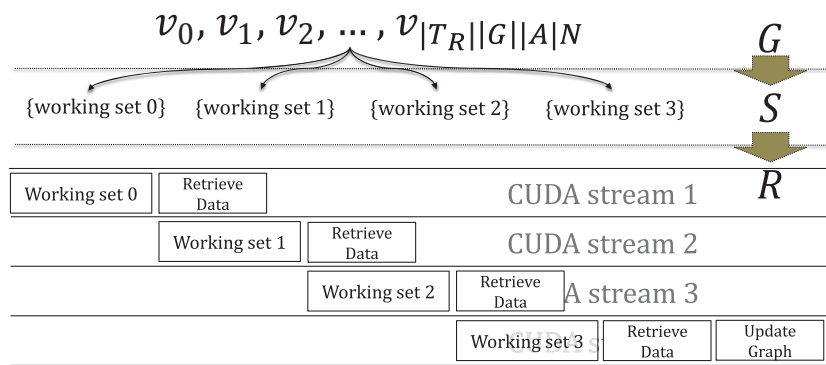 v₀, v₁, v₂, ... , v|T_R||G||A|N
G
{working set 0} {working set 1} {working set 2} {working set 3}
S
R
Working set 0 Retrieve Data CUDA stream 1
Working set 1 Retrieve Data CUDA stream 2
Working set 2 Retrieve Data A stream 3
Working set 3 Retrieve Data Update Graph